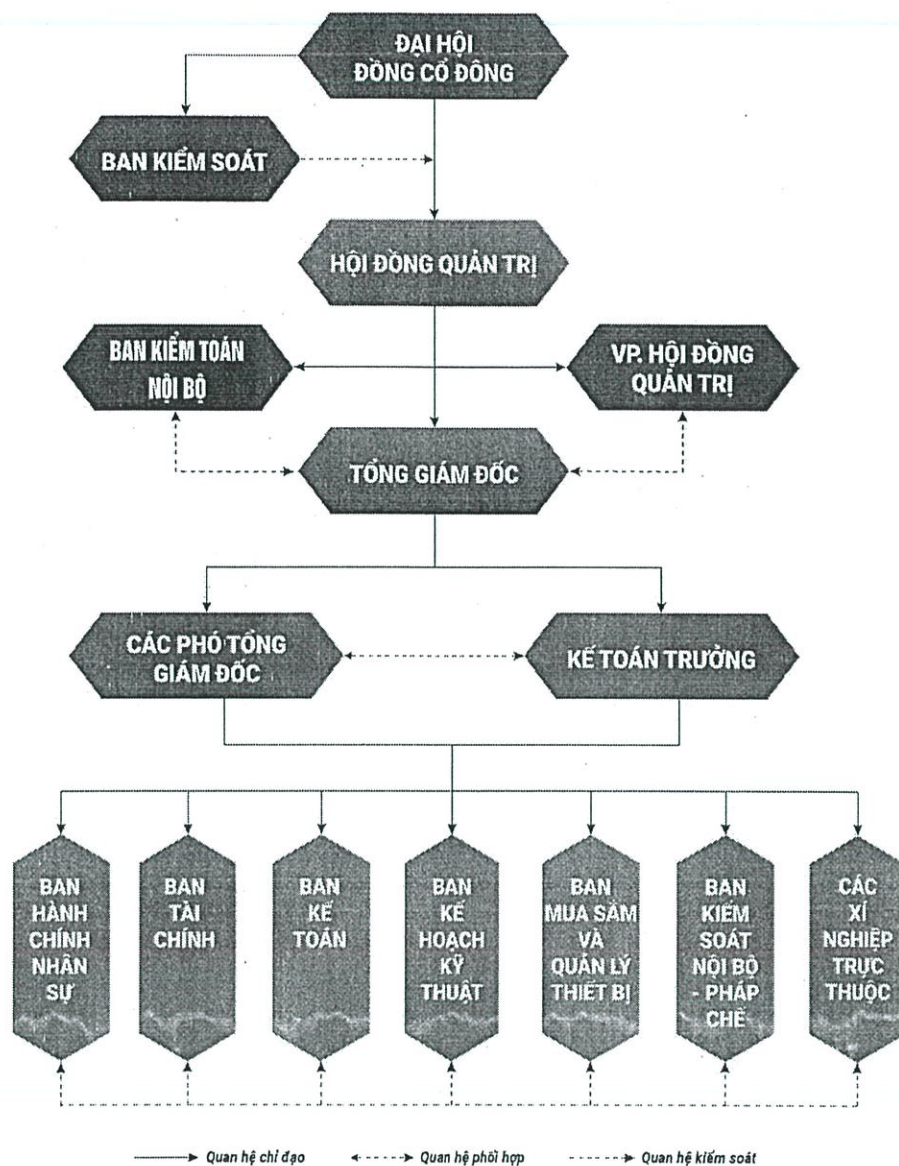 ĐẠI HỘI
ĐỒNG CỔ ĐÔNG
BAN KIỂM SOÁT
HỘI ĐỒNG QUẢN TRỊ
BAN KIỂM TOÁN
NỘI BỘ
VP. HỘI ĐỒNG
QUẢN TRỊ
TỔNG GIÁM ĐỐC
CÁC PHÓ TỔNG
GIÁM ĐỐC
KẾ TOÁN TRƯỞNG
BAN
HÀNH
CHÍNH
NHÂN
SỰ
BAN
TÀI
CHÍNH
BAN
KẾ
TOÁN
BAN
KẾ
HOẠCH
KỸ
THUẬT
BAN
MUA SẮM
VÀ
QUẢN LÝ
THIẾT BỊ
BAN
KIỂM
SOÁT
NỘI BỘ
- PHÁP
CHẾ
CÁC
XÍ
NGHIỆP
TRỰC
THUỘC
Quan hệ chỉ đạo
Quan hệ phối hợp
Quan hệ kiểm soát